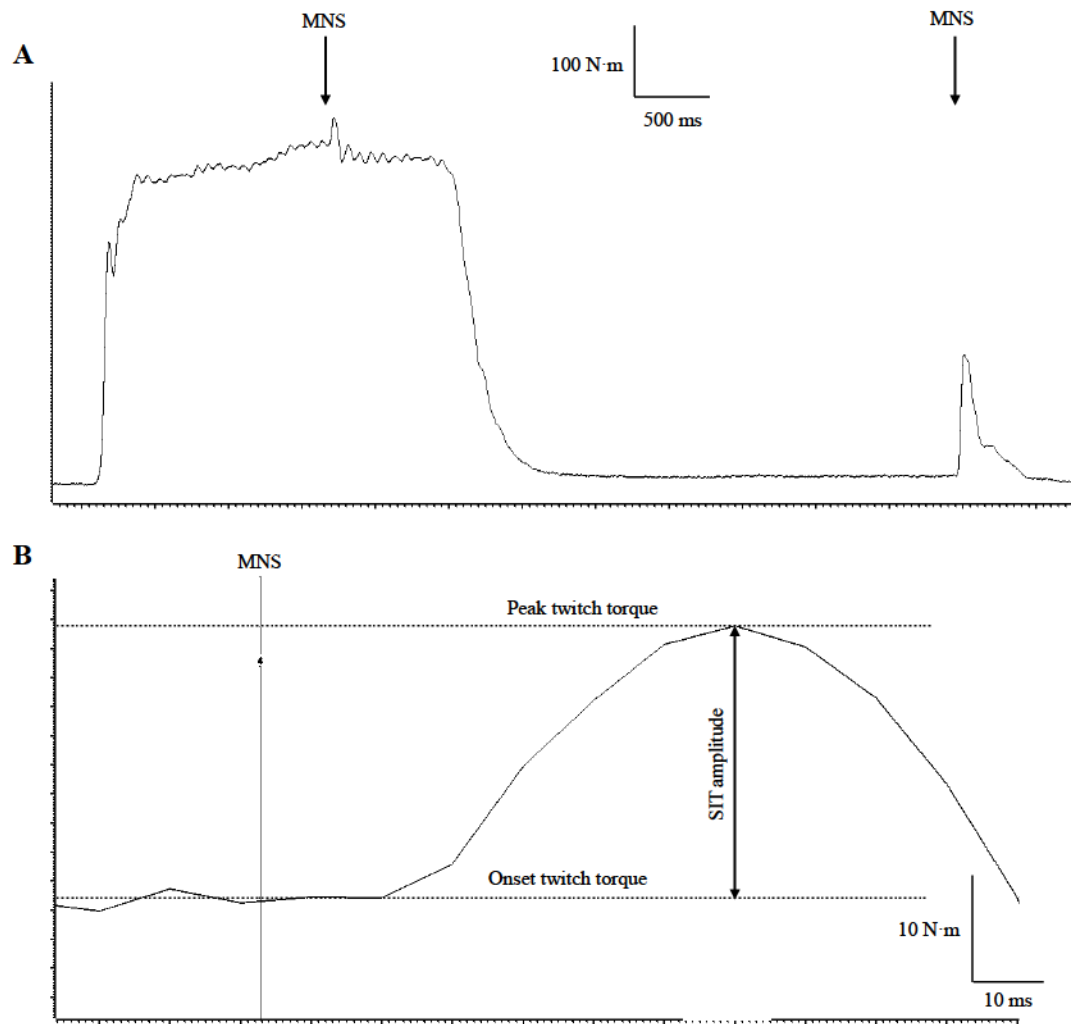 MNS
MNS
A
100 N·m
500 ms
B
MNS
Peak twitch torque
SIT amplitude
Onset twitch torque
10 N·m
10 ms